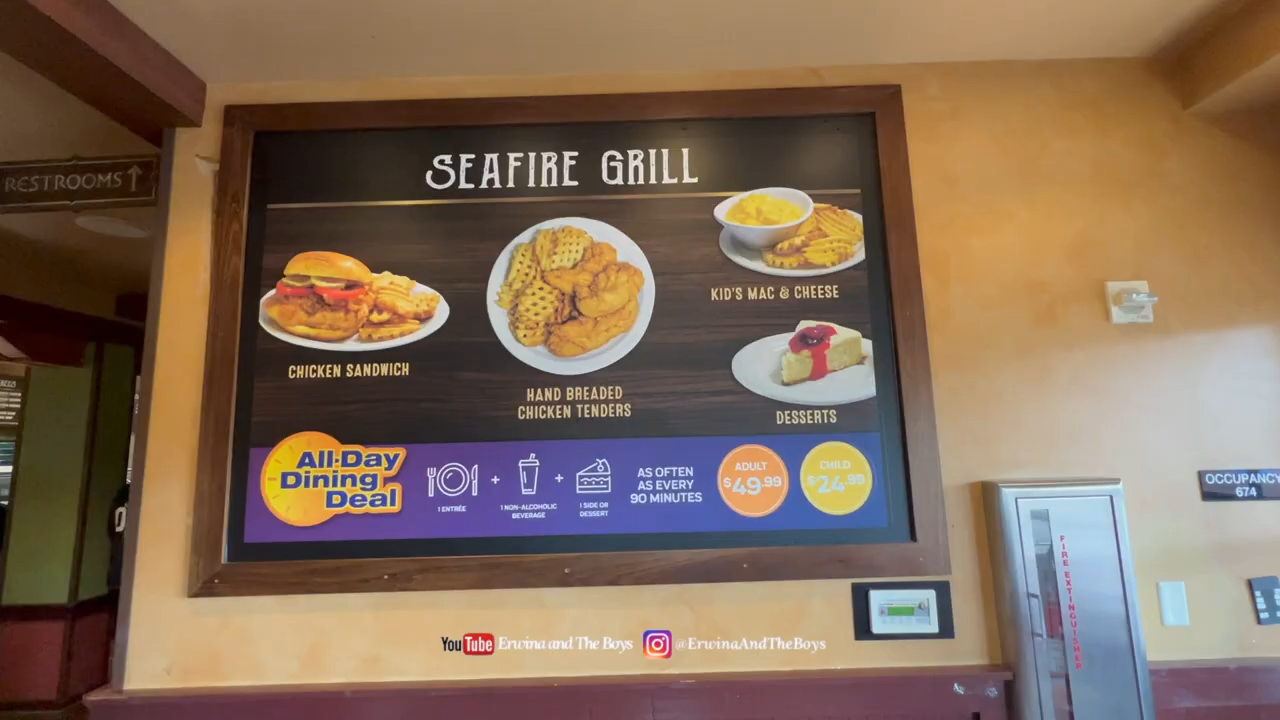 RESTROOMS ↑
SEAFIRE GRILL
CHICKEN SANDWICH
HAND BREADED
CHICKEN TENDERS
KID'S MAC & CHEESE
DESSERTS
All-Day
Dining
Deal
1 ENTRÉE
+
1 NON-ALCOHOLIC
BEVERAGE
+
1 SIDE OR
DESSERT
AS OFTEN
AS EVERY
90 MINUTES
ADULT
$49.99
CHILD
$24.99
OCCUPANCY
674
FIRE EXTINGUISHER
YouTube Erwina and The Boys @ErwinaAndTheBoys